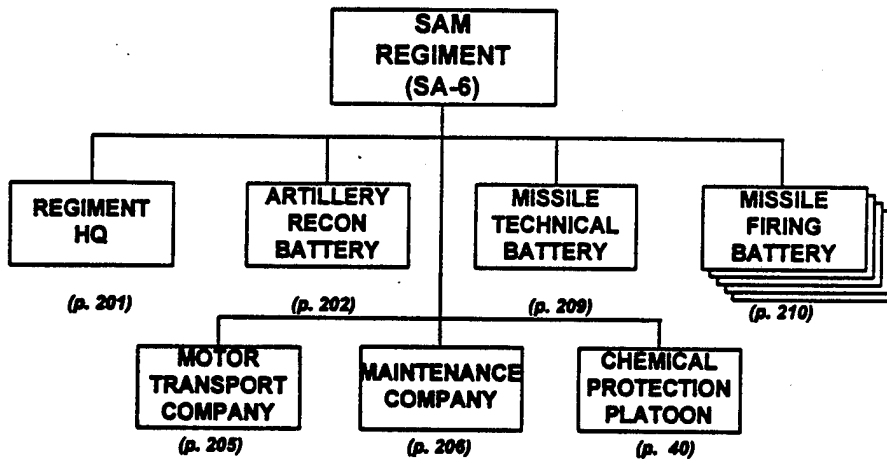 SAM
REGIMENT
(SA-6)
REGIMENT
HQ
(p. 201)
ARTILLERY
RECON
BATTERY
(p. 202)
MISSILE
TECHNICAL
BATTERY
(p. 209)
MISSILE
FIRING
BATTERY
(p. 210)
MOTOR
TRANSPORT
COMPANY
(p. 205)
MAINTENANCE
COMPANY
(p. 206)
CHEMICAL
PROTECTION
PLATOON
(p. 40)